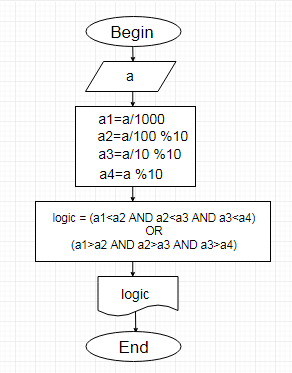 Begin
a
a1=a/1000
a2=a/100 %10
a3=a/10 %10
a4=a %10
logic = (a1<a2 AND a2<a3 AND a3<a4)
OR
(a1>a2 AND a2>a3 AND a3>a4)
logic
End